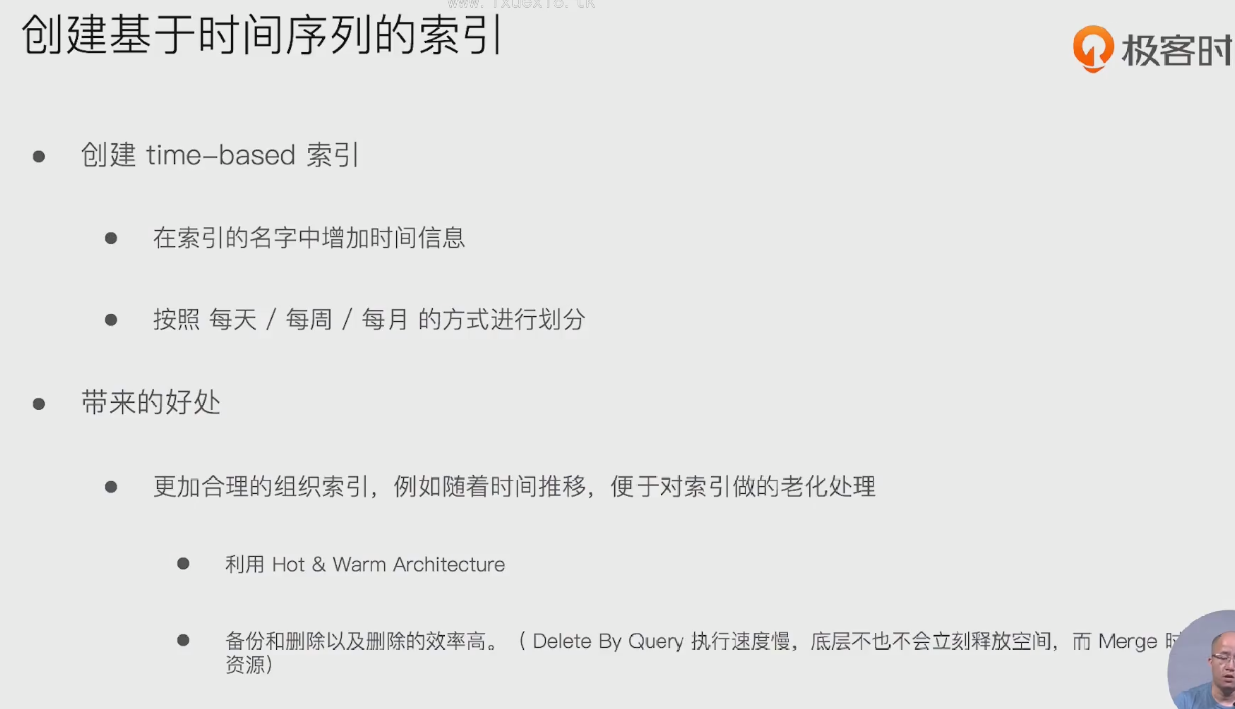 创建基于时间序列的索引
极客时
创建 time-based 索引
在索引的名字中增加时间信息
按照 每天 / 每周 / 每月 的方式进行划分
带来的好处
更加合理的组织索引，例如随着时间推移，便于对索引做的老化处理
利用 Hot & Warm Architecture
备份和删除以及删除的效率高。（ Delete By Query 执行速度慢，底层不也不会立刻释放空间，而 Merge
资源）